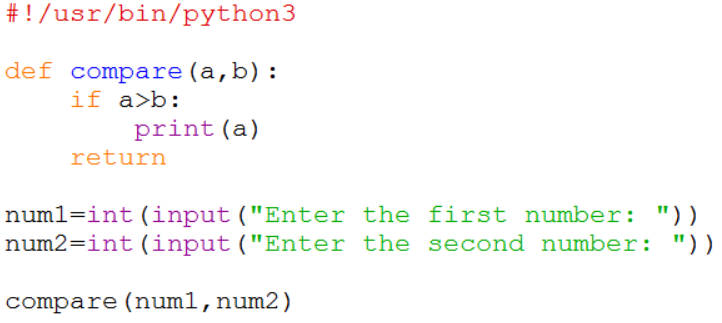 #!/usr/bin/python3
def compare(a,b):
    if a>b:
        print(a)
    return
num1=int(input("Enter the first number: "))
num2=int(input("Enter the second number: "))
compare(num1,num2)